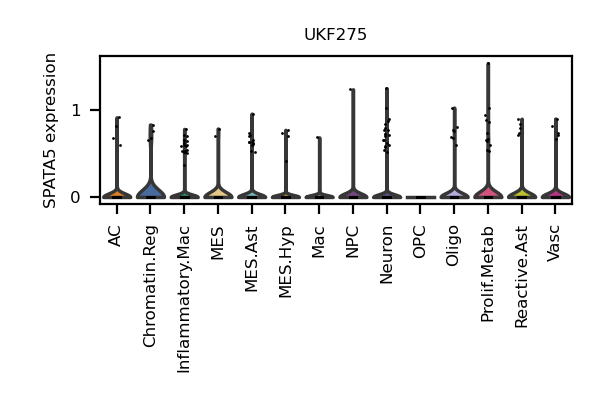 UKF275
SPATA5 expression
1
0
AC
Chromatin.Reg
Inflammatory.Mac
MES
MES.Ast
MES.Hyp
Mac
NPC
Neuron
OPC
Oligo
Prolif.Metab
Reactive.Ast
Vasc